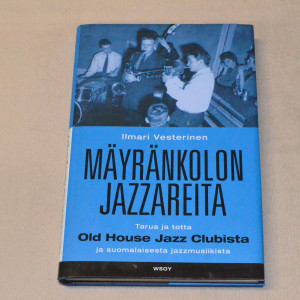 Ilmari Vesterinen
MÄYRÄNKOLON
JAZZAREITA
Tarua ja totta
Old House Jazz Clubista
ja suomalaisesta jazzmusiikista
WSOY